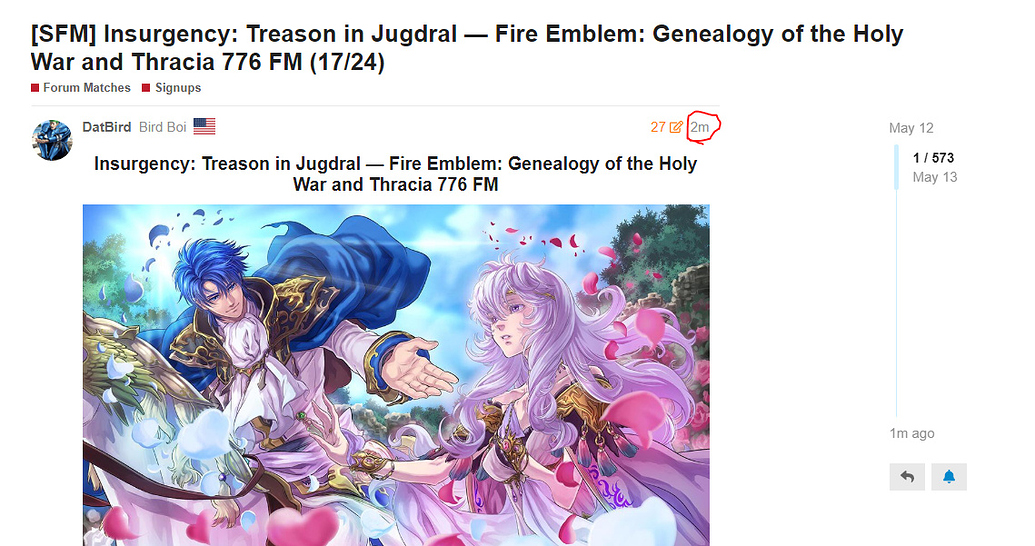 [SFM] Insurgency: Treason in Jugdral — Fire Emblem: Genealogy of the Holy
War and Thracia 776 FM (17/24)
Forum Matches Signups
DatBird Bird Boi 27 2m
Insurgency: Treason in Jugdral — Fire Emblem: Genealogy of the Holy
War and Thracia 776 FM
May 12
1 / 573
May 13
1m ago